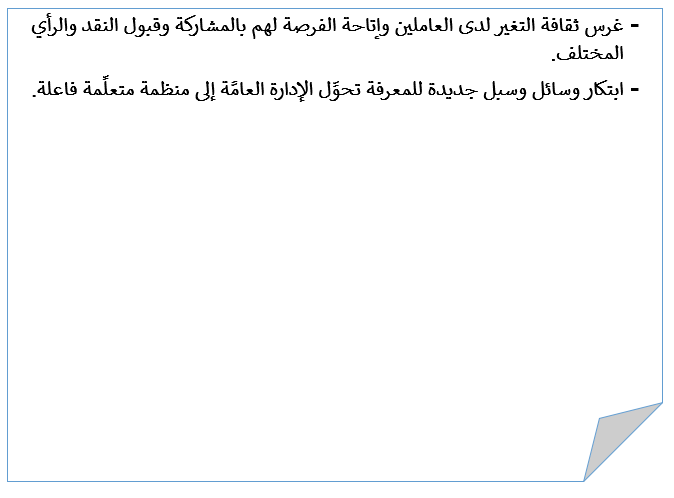 - غرس ثقافة التغير لدى العاملين وإتاحة الفرصة لهم بالمشاركة وقبول النقد والرأي
المختلف.
- ابتكار وسائل وسبل جديدة للمعرفة تحوِّل الإدارة العامَّة إلى منظمة متعلِّمة فاعلة.